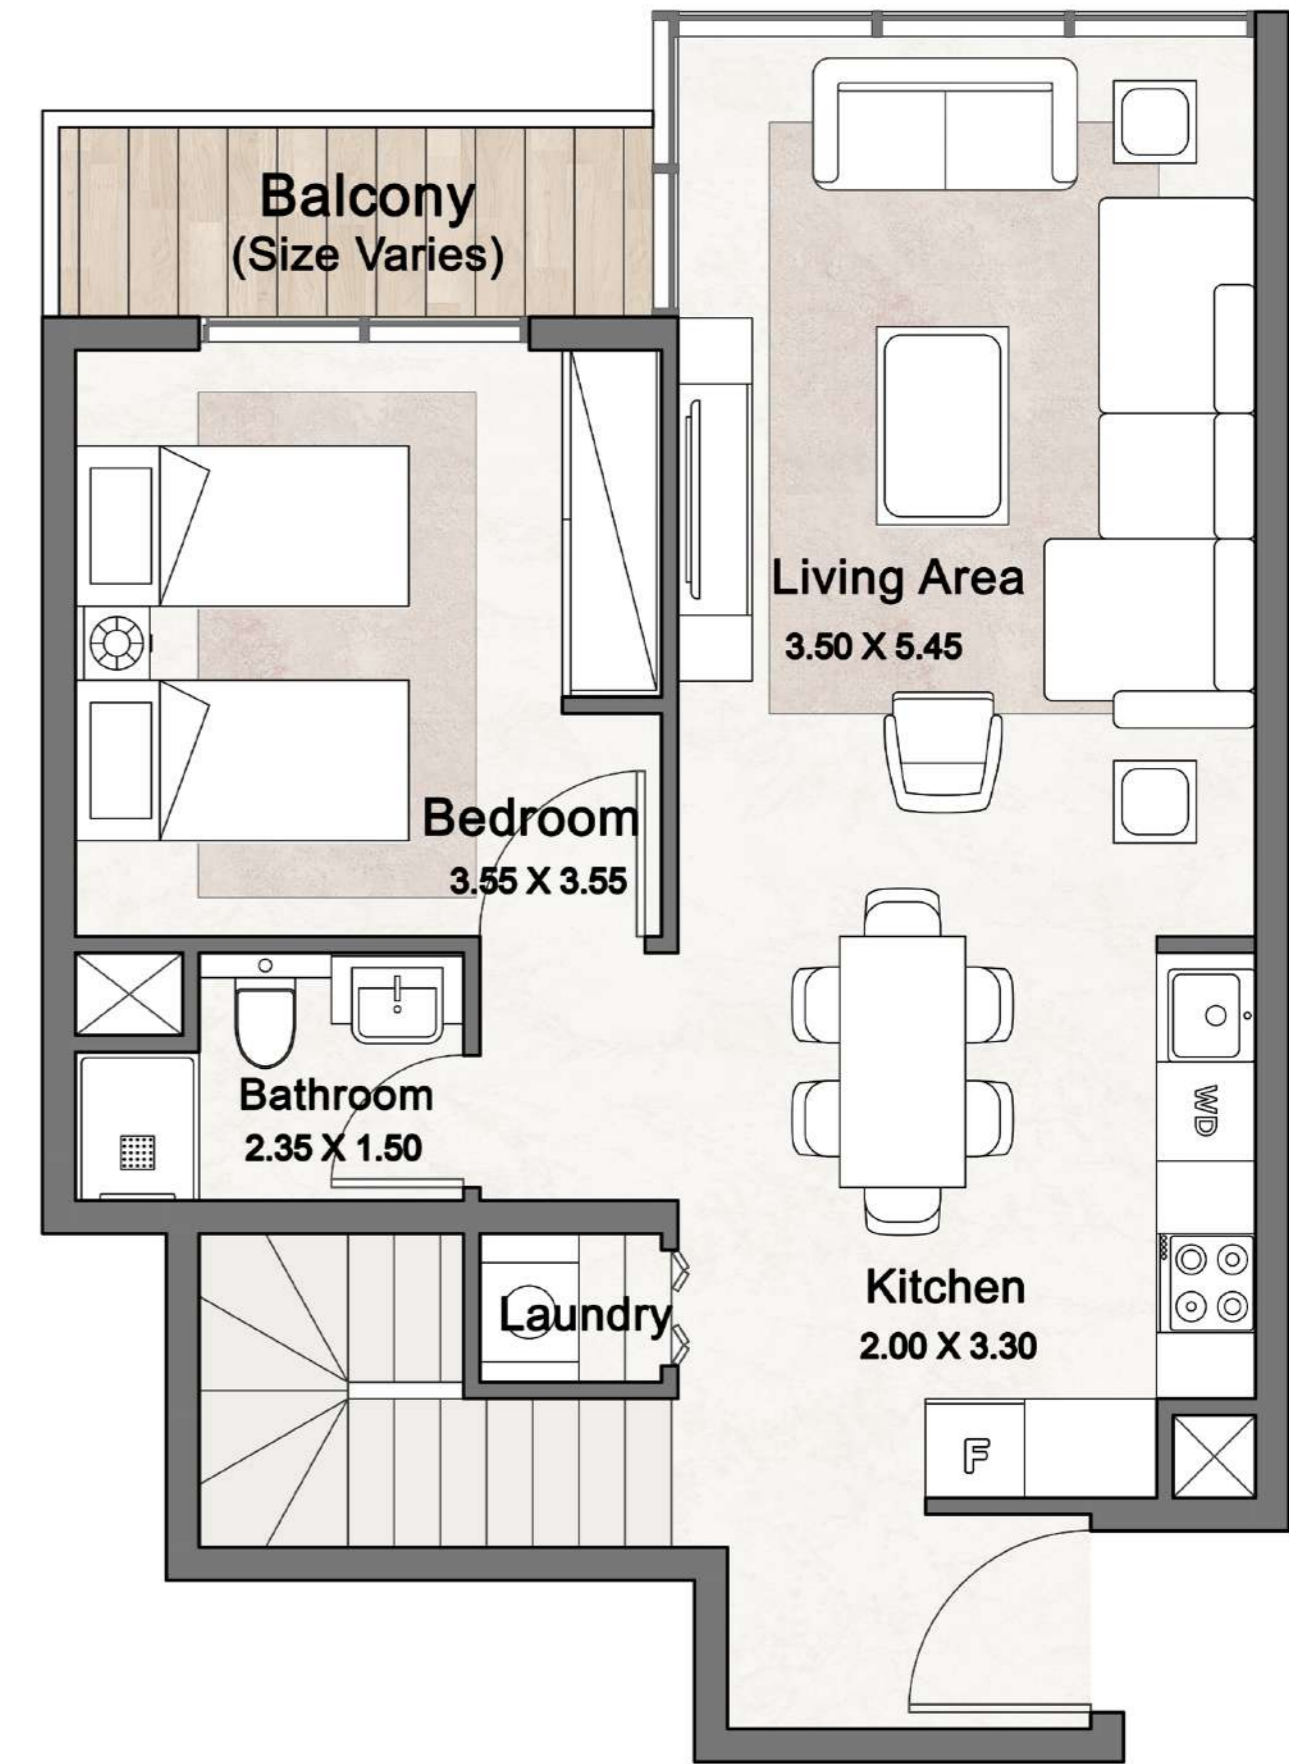 Balcony
(Size Varies)
Living Area
3.50 X 5.45
Bedroom
3.55 X 3.55
Bathroom
2.35 X 1.50
WD
Laundry
Kitchen
2.00 X 3.30
F